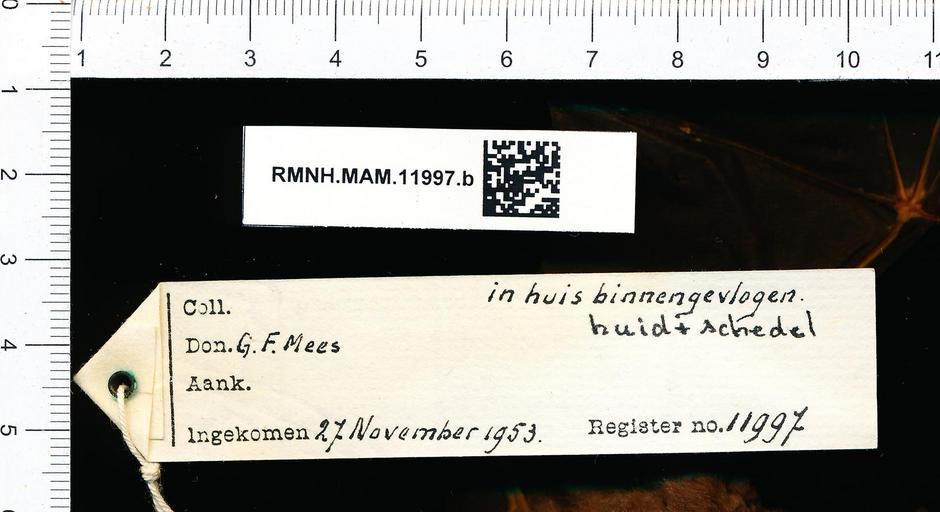 1 2 3 4 5 6 7 8 9 10 11
0
1
2
3
4
5
RMNH.MAM.11997.b
in huis binnengevlogen.
Coll.
huid + schedel
Don. G. F. Mees
Aank.
Ingekomen 27 November 1953.
Register no. 11997